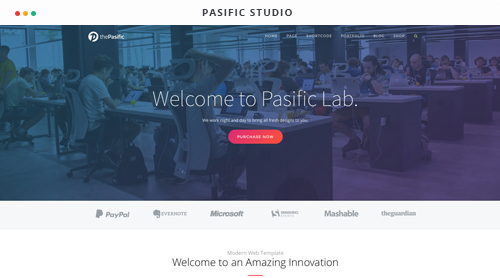 PASIFIC STUDIO
thePasific HOME PAGE SHORTCODE PORTFOLIO BLOG SHOP
Welcome to Pasific Lab.
We work night and day to bring all fresh designs to you.
PURCHASE NOW
PayPal EVERNOTE Microsoft SMASHING Mashable theguardian
Modern Web Template
Welcome to an Amazing Innovation